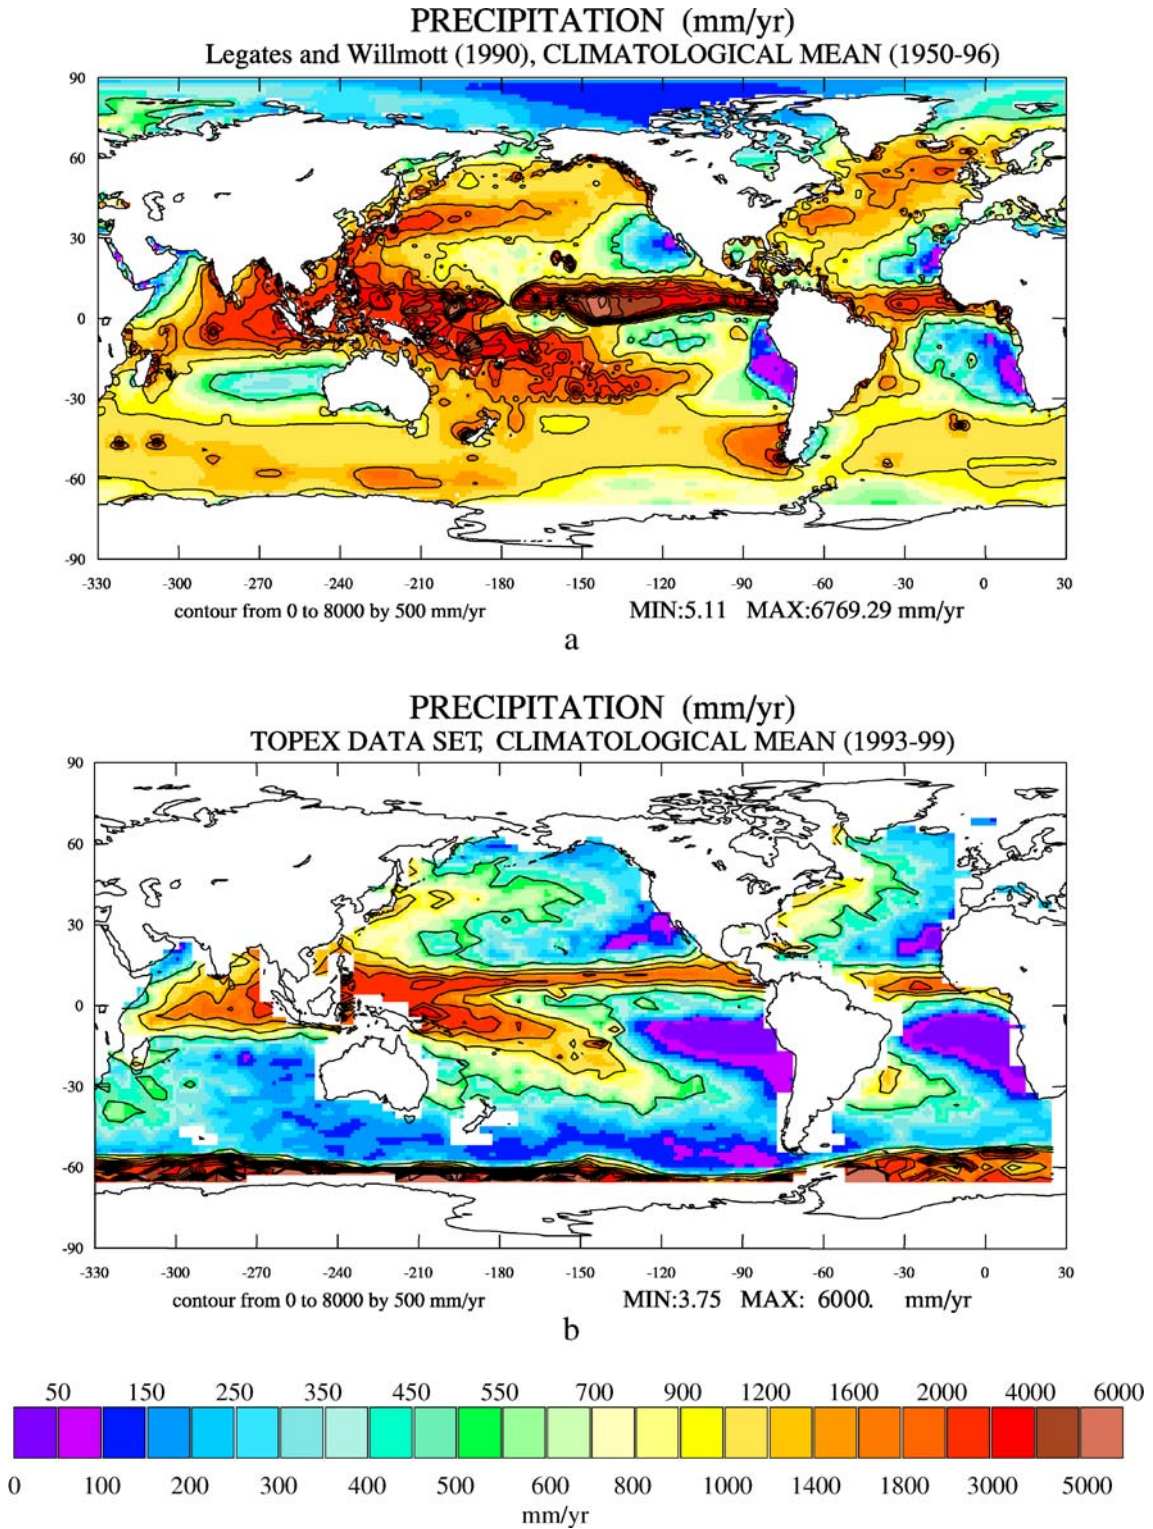 PRECIPITATION (mm/yr)
Legates and Willmott (1990), CLIMATOLOGICAL MEAN (1950-96)
90
60
30
0
-30
-60
-90
-330 -300 -270 -240 -210 -180 -150 -120 -90 -60 -30 0 30
contour from 0 to 8000 by 500 mm/yr MIN:5.11 MAX:6769.29 mm/yr
a
PRECIPITATION (mm/yr)
TOPEX DATA SET, CLIMATOLOGICAL MEAN (1993-99)
90
60
30
0
-30
-60
-90
-330 -300 -270 -240 -210 -180 -150 -120 -90 -60 -30 0 30
contour from 0 to 8000 by 500 mm/yr MIN:3.75 MAX: 6000. mm/yr
b
50 150 250 350 450 550 700 900 1200 1600 2000 4000 6000
0 100 200 300 400 500 600 800 1000 1400 1800 3000 5000
mm/yr